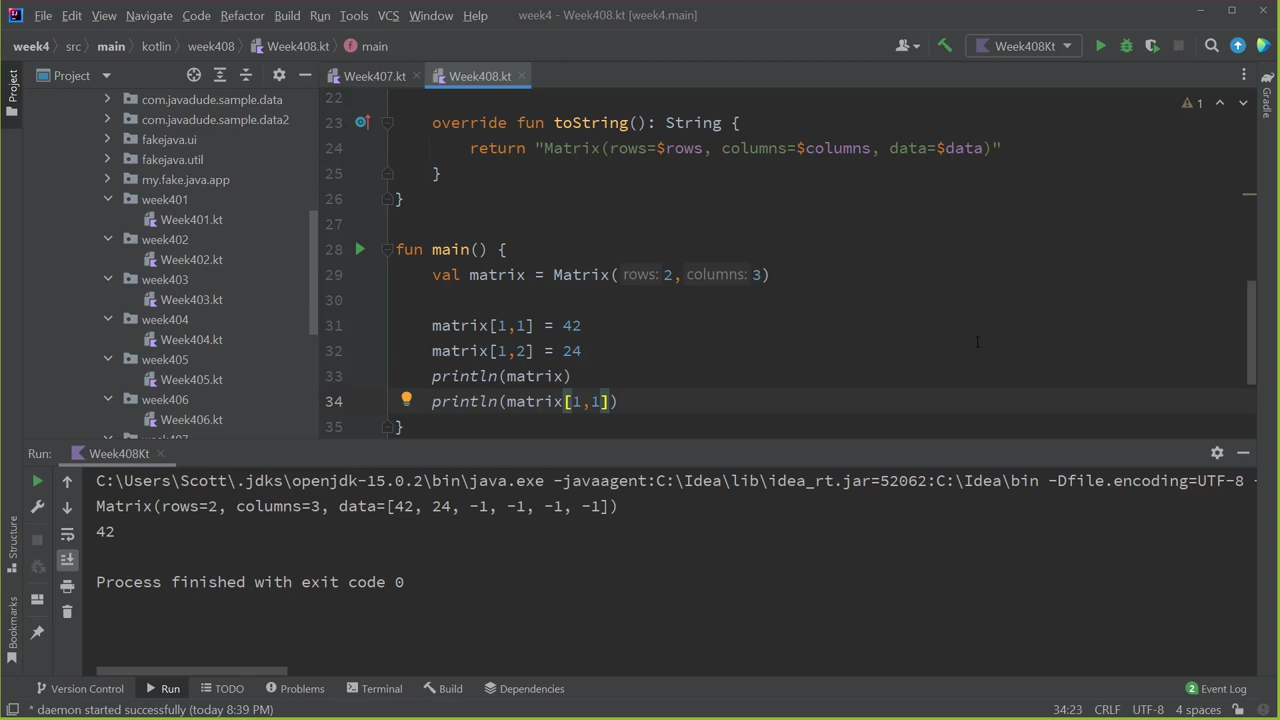 File Edit View Navigate Code Refactor Build Run Tools VCS Window Help week4 - Week408.kt [week4.main]
week4 src main kotlin week408 Week408.kt main Week408Kt
Project Week407.kt Week408.kt
Project
Gradle
com.javadude.sample.data
com.javadude.sample.data2
fakejava.ui
fakejava.util
my.fake.java.app
week401
Week401.kt
week402
Week402.kt
week403
Week403.kt
week404
Week404.kt
week405
Week405.kt
week406
Week406.kt
week407
1
22
23 override fun toString(): String {
24 return "Matrix(rows=$rows, columns=$columns, data=$data)"
25 }
26 }
27
28 fun main() {
29 val matrix = Matrix( rows: 2, columns: 3)
30
31 matrix[1,1] = 42
32 matrix[1,2] = 24
33 println(matrix)
34 println(matrix[1,1])
35 }
Run: Week408Kt
C:\Users\Scott\.jdks\openjdk-15.0.2\bin\java.exe -javaagent:C:\Idea\lib\idea_rt.jar=52062:C:\Idea\bin -Dfile.encoding=UTF-8 -
Matrix(rows=2, columns=3, data=[42, 24, -1, -1, -1, -1])
42
Process finished with exit code 0
Structure
Bookmarks
Version Control Run TODO Problems Terminal Build Dependencies 2 Event Log
* daemon started successfully (today 8:39 PM) 34:23 CRLF UTF-8 4 spaces